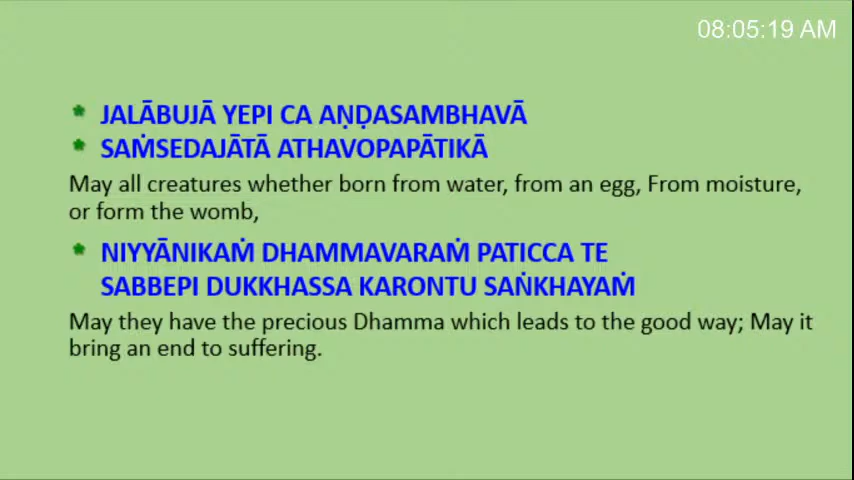 08:05:19 AM
* JALĀBUJĀ YEPI CA AṆḌASAMBHAVĀ
* SAṀSEDAJĀTĀ ATHAVOPAPĀTIKĀ
May all creatures whether born from water, from an egg, From moisture,
or form the womb,
* NIYYĀNIKAṀ DHAMMAVARAṀ PATICCA TE
SABBEPI DUKKHASSA KARONTU SAṄKHAYAṀ
May they have the precious Dhamma which leads to the good way; May it
bring an end to suffering.